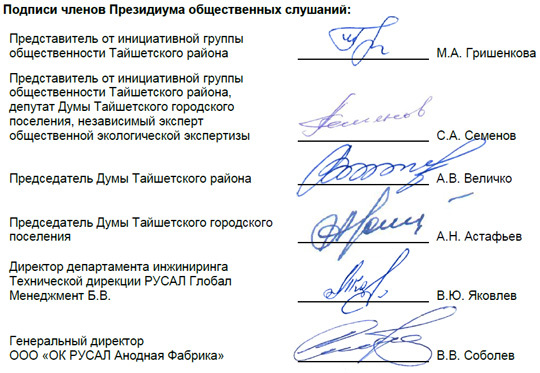 Подписи членов Президиума общественных слушаний:
Представитель от инициативной группы
общественности Тайшетского района
М.А. Гришенкова
Представитель от инициативной группы
общественности Тайшетского района,
депутат Думы Тайшетского городского
поселения, независимый эксперт
общественной экологической экспертизы
С.А. Семенов
Председатель Думы Тайшетского района
А.В. Величко
Председатель Думы Тайшетского городского
поселения
А.Н. Астафьев
Директор департамента инжиниринга
Технической дирекции РУСАЛ Глобал
Менеджмент Б.В.
В.Ю. Яковлев
Генеральный директор
ООО «ОК РУСАЛ Анодная Фабрика»
В.В. Соболев